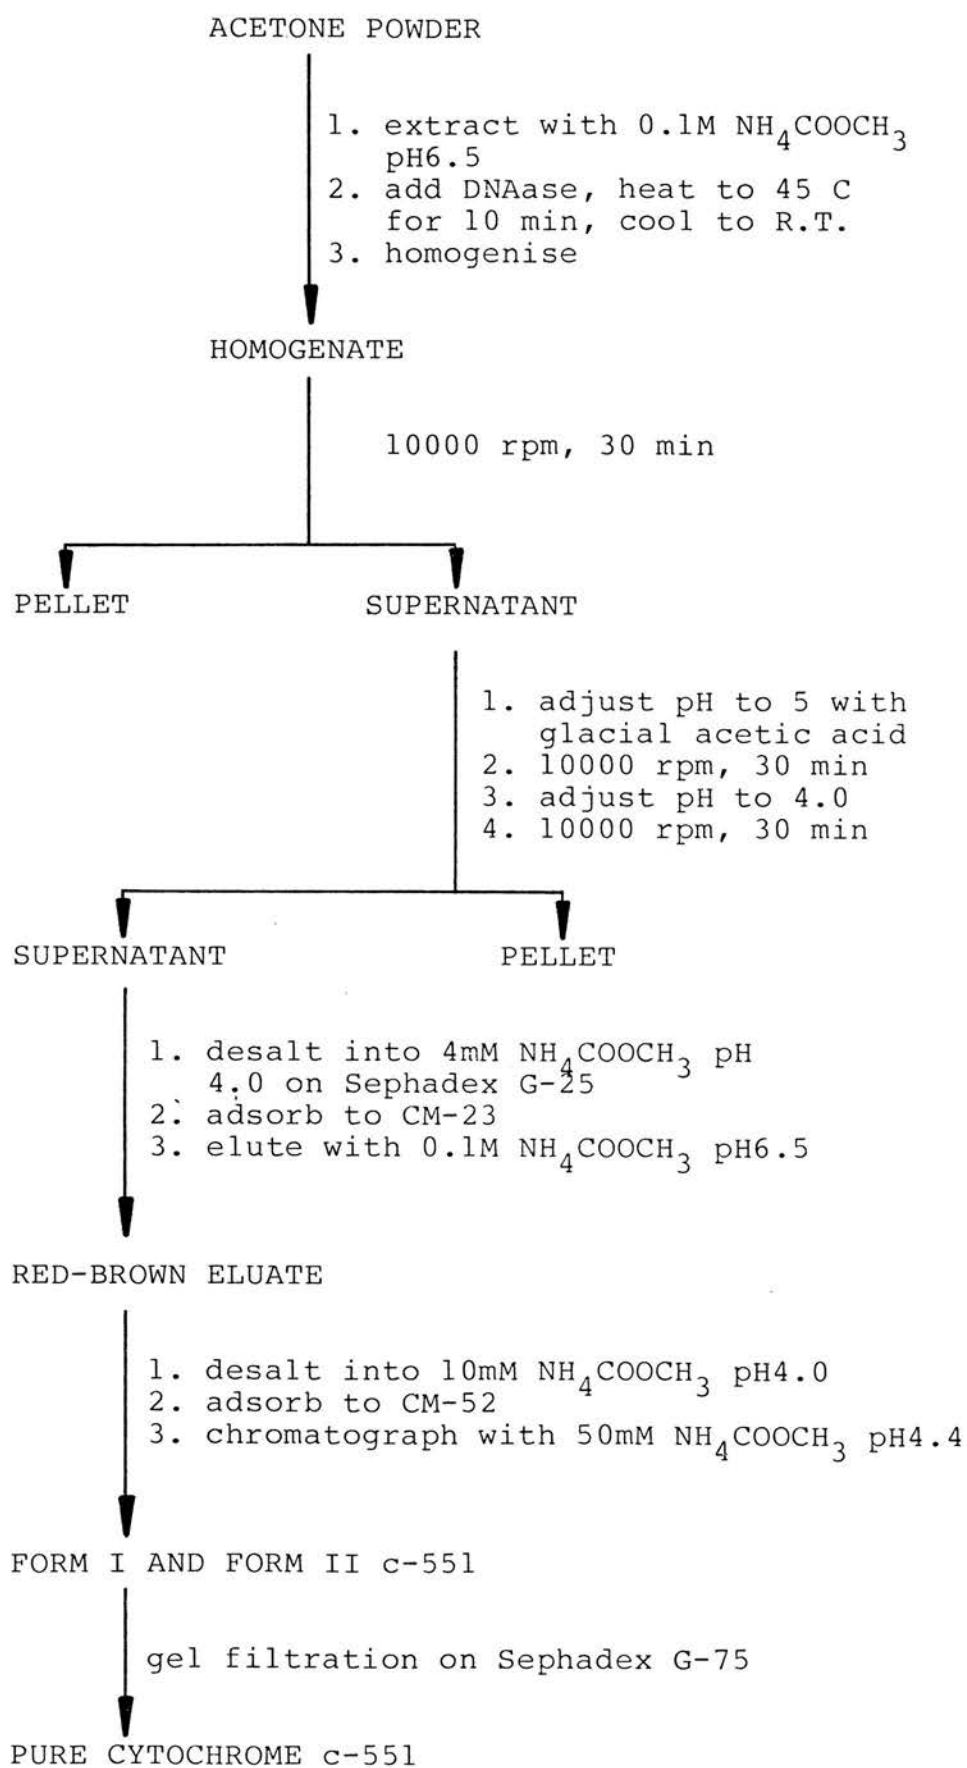 ACETONE POWDER
1. extract with 0.1M NH₄COOCH₃
pH6.5
2. add DNAase, heat to 45 C
for 10 min, cool to R.T.
3. homogenise
HOMOGENATE
10000 rpm, 30 min
PELLET SUPERNATANT
1. adjust pH to 5 with
glacial acetic acid
2. 10000 rpm, 30 min
3. adjust pH to 4.0
4. 10000 rpm, 30 min
SUPERNATANT PELLET
1. desalt into 4mM NH₄COOCH₃ pH
4.0 on Sephadex G-25
2. adsorb to CM-23
3. elute with 0.1M NH₄COOCH₃ pH6.5
RED-BROWN ELUATE
1. desalt into 10mM NH₄COOCH₃ pH4.0
2. adsorb to CM-52
3. chromatograph with 50mM NH₄COOCH₃ pH4.4
FORM I AND FORM II c-551
gel filtration on Sephadex G-75
PURE CYTOCHROME c-551